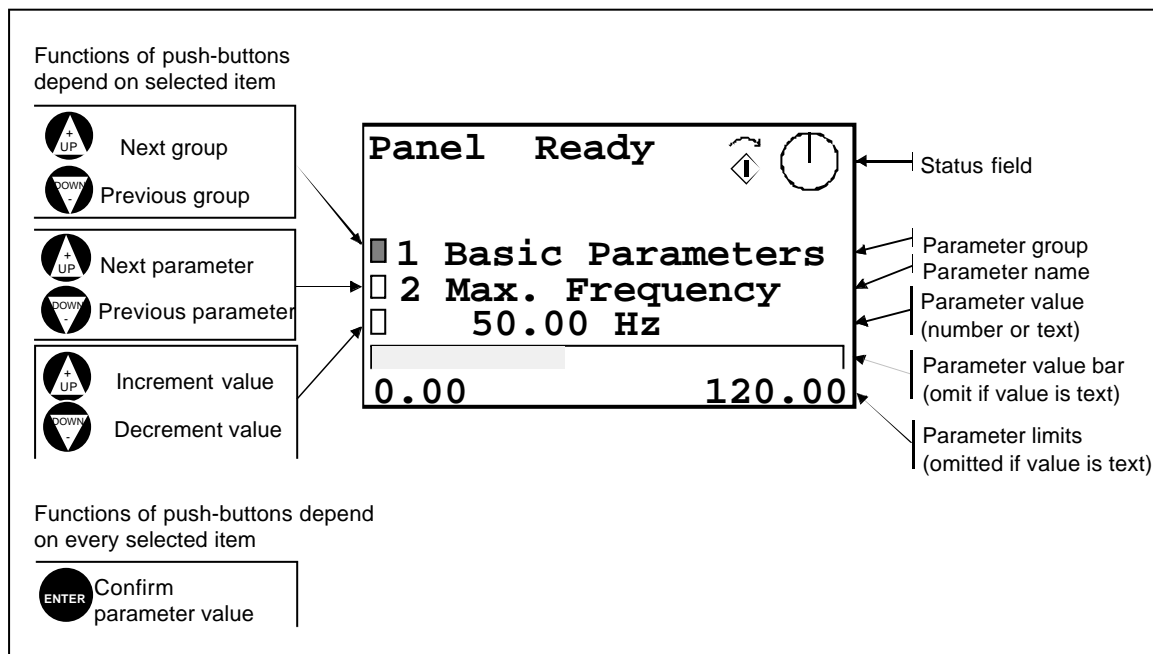 Functions of push-buttons
depend on selected item
+
UP
Next group
DOWN
-
Previous group
+
UP
Next parameter
DOWN
-
Previous parameter
+
UP
Increment value
DOWN
-
Decrement value
Functions of push-buttons depend
on every selected item
ENTER
Confirm
parameter value
Panel Ready
1 Basic Parameters
2 Max. Frequency
50.00 Hz
0.00 120.00
Status field
Parameter group
Parameter name
Parameter value
(number or text)
Parameter value bar
(omit if value is text)
Parameter limits
(omitted if value is text)